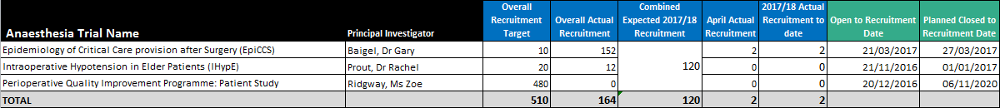 Anaesthesia Trial Name Principal Investigator Overall Recruitment Target Overall Actual Recruitment Combined Expected 2017/18 Recruitment April Actual Recruitment 2017/18 Actual Recruitment to date Open to Recruitment Date Planned Closed to Recruitment Date
Epidemiology of Critical Care provision after Surgery (EpiCCS) Baigel, Dr Gary 10 152 2 2 21/03/2017 27/03/2017
Intraoperative Hypotension in Elder Patients (IHypE) Prout, Dr Rachel 20 12 120 0 0 21/11/2016 01/01/2017
Perioperative Quality Improvement Programme: Patient Study Ridgway, Ms Zoe 480 0 0 0 20/12/2016 06/11/2020
TOTAL 510 164 120 2 2